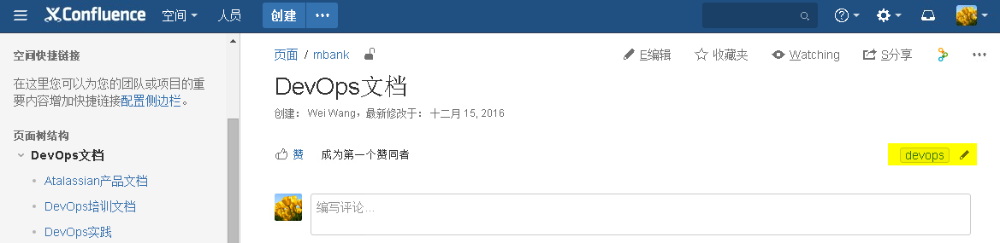 Confluence 空间 人员 创建 ···
空间快捷链接
在这里您可以为您的团队或项目的重
要内容增加快捷链接配置侧边栏。
页面树结构
DevOps文档
Atalassian产品文档
DevOps培训文档
DevOps实践
页面 / mbank
E编辑 收藏夹 Watching S分享 ···
DevOps文档
创建： Wei Wang，最新修改于： 十二月 15, 2016
赞 成为第一个赞同者
devops
编写评论...